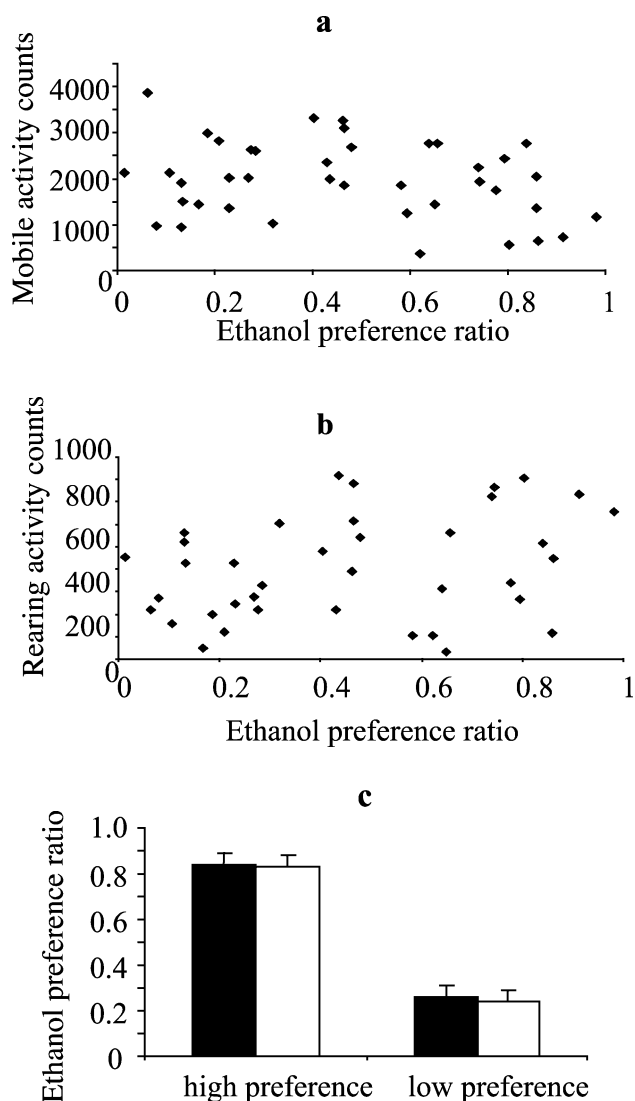 a
Mobile activity counts
4000
3000
2000
1000
0
0 0.2 0.4 0.6 0.8 1
Ethanol preference ratio
b
Rearing activity counts
1000
800
600
400
200
0 0.2 0.4 0.6 0.8 1
Ethanol preference ratio
c
Ethanol preference ratio
1.0
0.8
0.6
0.4
0.2
0
high preference low preference